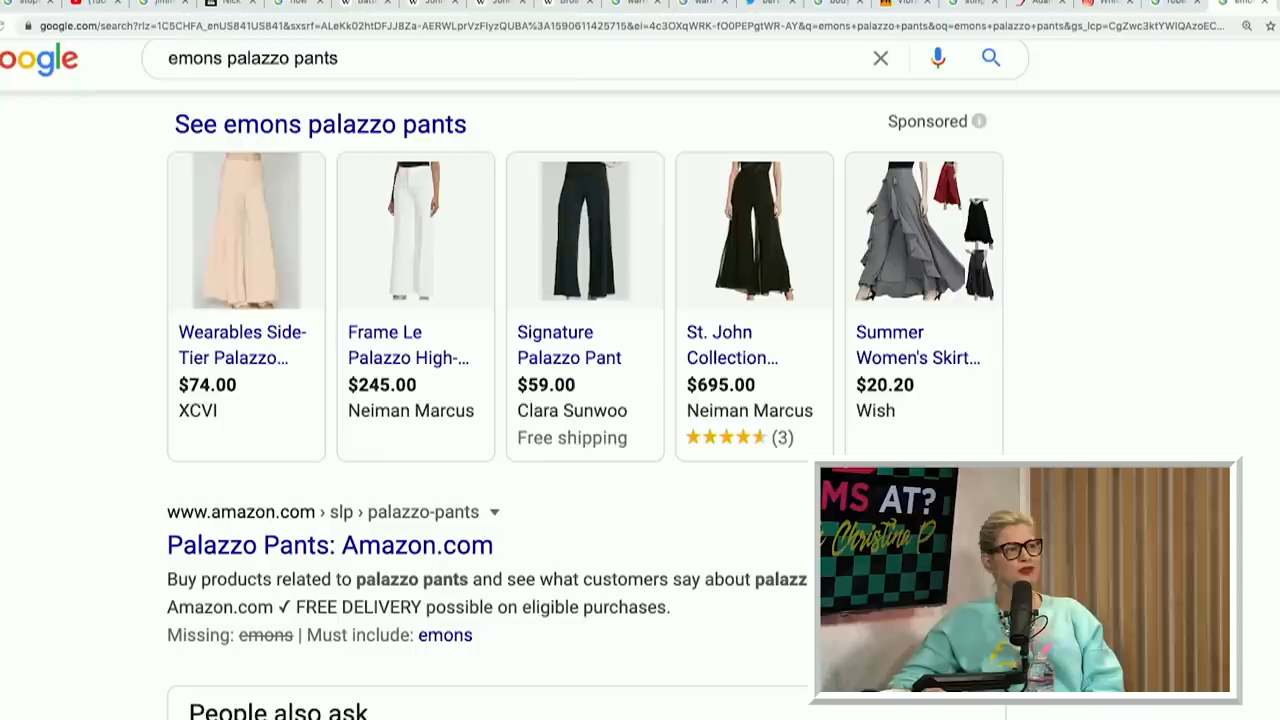 google.com/search?rlz=1C5CHFA_enUS841US841&sxsrf=ALeKk02htDFJJ8Za-AERWLprVzFlyzQUBA%3A1590611425715&ei=4c3OXqWRK-fO0PEPgtWR-AY&q=emons+palazzo+pants&oq=emons+palazzo+pants&gs_lcp=CgZwc3ktYWIQAzoEC...
oogle
emons palazzo pants
See emons palazzo pants
Sponsored
Wearables Side-
Tier Palazzo...
$74.00
XCVI
Frame Le
Palazzo High-...
$245.00
Neiman Marcus
Signature
Palazzo Pant
$59.00
Clara Sunwoo
Free shipping
St. John
Collection...
$695.00
Neiman Marcus
(3)
Summer
Women's Skirt...
$20.20
Wish
www.amazon.com › slp › palazzo-pants
Palazzo Pants: Amazon.com
Buy products related to palazzo pants and see what customers say about palazz
Amazon.com ✓ FREE DELIVERY possible on eligible purchases.
Missing: emons | Must include: emons
People also ask
MS AT?
Christine P